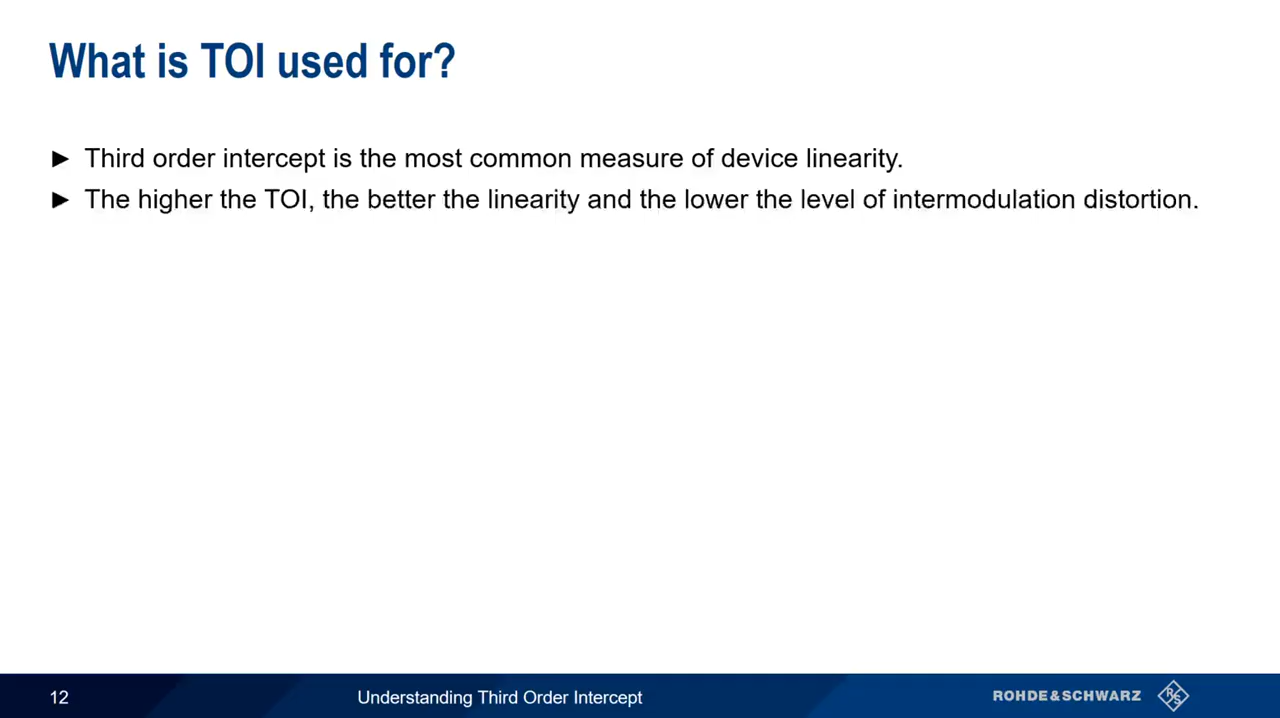 What is TOI used for?
► Third order intercept is the most common measure of device linearity.
► The higher the TOI, the better the linearity and the lower the level of intermodulation distortion.
12
Understanding Third Order Intercept
ROHDE&SCHWARZ
R&S